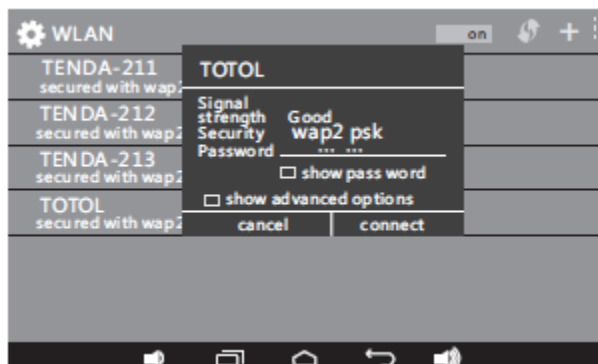 WLAN
on
TENDA-211
secured with wap2
TENDA-212
secured with wap2
TENDA-213
secured with wap2
TOTOL
secured with wap2
TOTOL
Signal
strength Good
Security wap2 psk
Password ... ...
show pass word
show advanced options
cancel connect